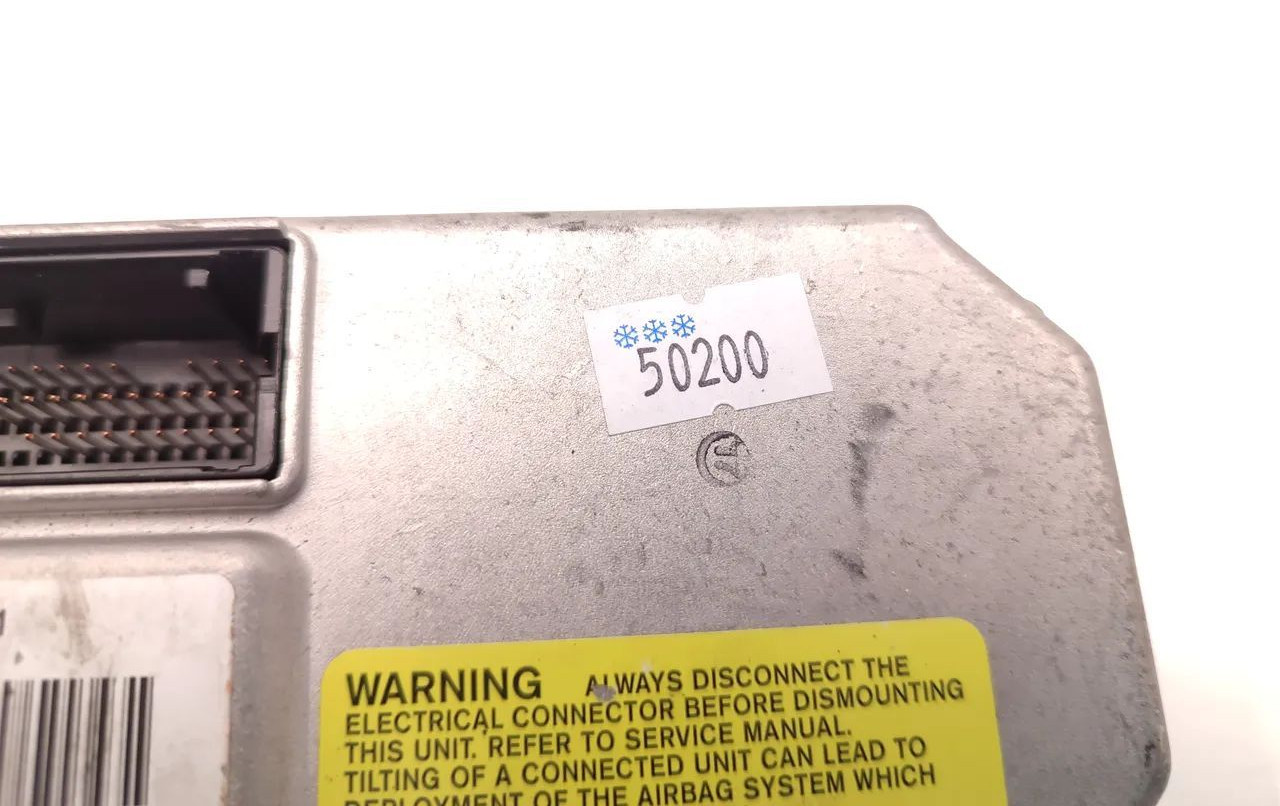 50200
1
WARNING ALWAYS DISCONNECT THE
ELECTRICAL CONNECTOR BEFORE DISMOUNTING
THIS UNIT. REFER TO SERVICE MANUAL.
TILTING OF A CONNECTED UNIT CAN LEAD TO
DEPLOYMENT OF THE AIRBAG SYSTEM WHICH